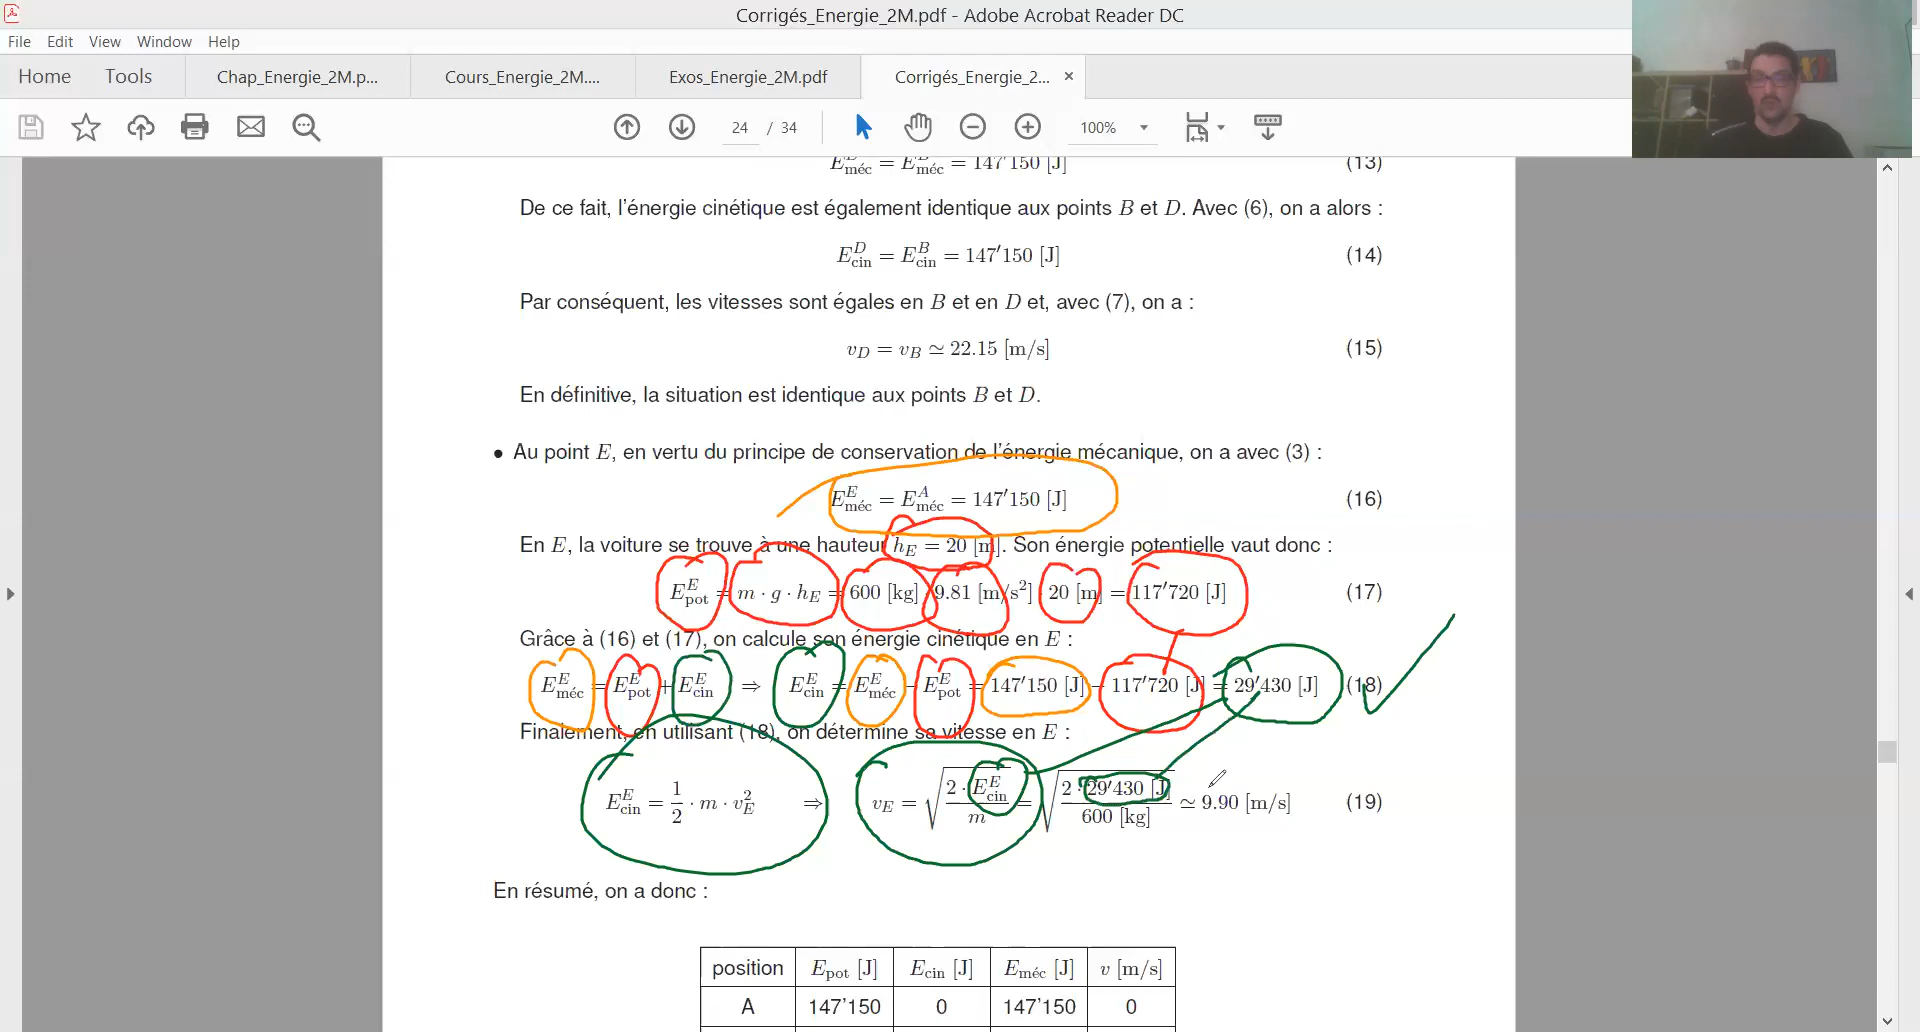 Corrigés_Energie_2M.pdf - Adobe Acrobat Reader DC
File Edit View Window Help
Home Tools Chap_Energie_2M.p... Cours_Energie_2M.... Exos_Energie_2M.pdf Corrigés_Energie_2... ×
24 / 34 100%
E^D_méc = E^B_méc = 147'150 [J] (13)
De ce fait, l'énergie cinétique est également identique aux points B et D. Avec (6), on a alors :
E^D_cin = E^B_cin = 147'150 [J] (14)
Par conséquent, les vitesses sont égales en B et en D et, avec (7), on a :
v_D = v_B ≃ 22.15 [m/s] (15)
En définitive, la situation est identique aux points B et D.
• Au point E, en vertu du principe de conservation de l'énergie mécanique, on a avec (3) :
E^E_méc = E^A_méc = 147'150 [J] (16)
En E, la voiture se trouve à une hauteur h_E = 20 [m]. Son énergie potentielle vaut donc :
E^E_pot = m · g · h_E = 600 [kg] · 9.81 [m/s²] · 20 [m] = 117'720 [J] (17)
Grâce à (16) et (17), on calcule son énergie cinétique en E :
E^E_méc = E^E_pot + E^E_cin ⇒ E^E_cin = E^E_méc − E^E_pot = 147'150 [J] − 117'720 [J] = 29'430 [J] (18)
Finalement, en utilisant (18), on détermine sa vitesse en E :
E^E_cin = 1/2 · m · v_E^2 ⇒ v_E = √(2 · E^E_cin / m) = √(2 · 29'430 [J] / 600 [kg]) ≃ 9.90 [m/s] (19)
En résumé, on a donc :
position E_pot [J] E_cin [J] E_méc [J] v [m/s]
A 147'150 0 147'150 0